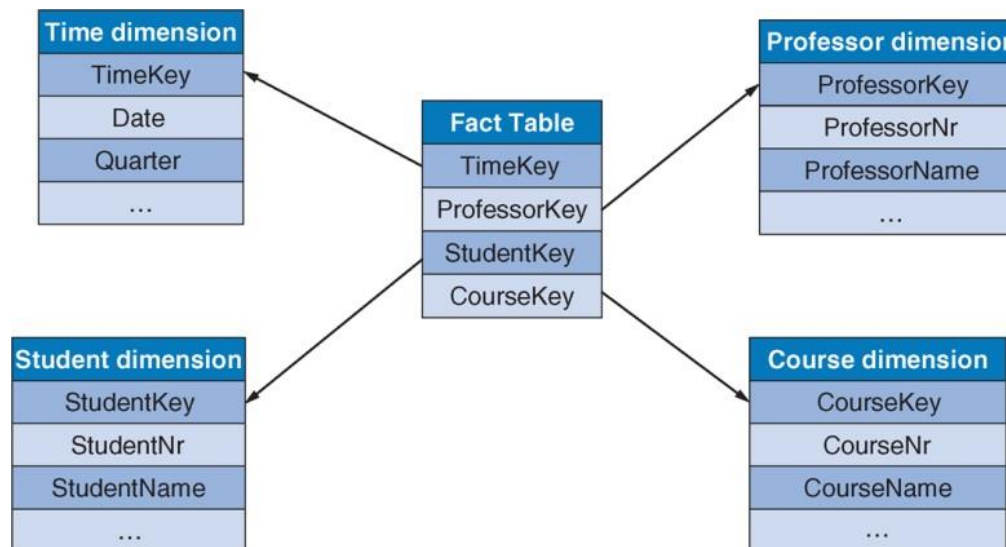 Time dimension
TimeKey
Date
Quarter
...
Professor dimension
ProfessorKey
ProfessorNr
ProfessorName
...
Fact Table
TimeKey
ProfessorKey
StudentKey
CourseKey
Student dimension
StudentKey
StudentNr
StudentName
...
Course dimension
CourseKey
CourseNr
CourseName
...